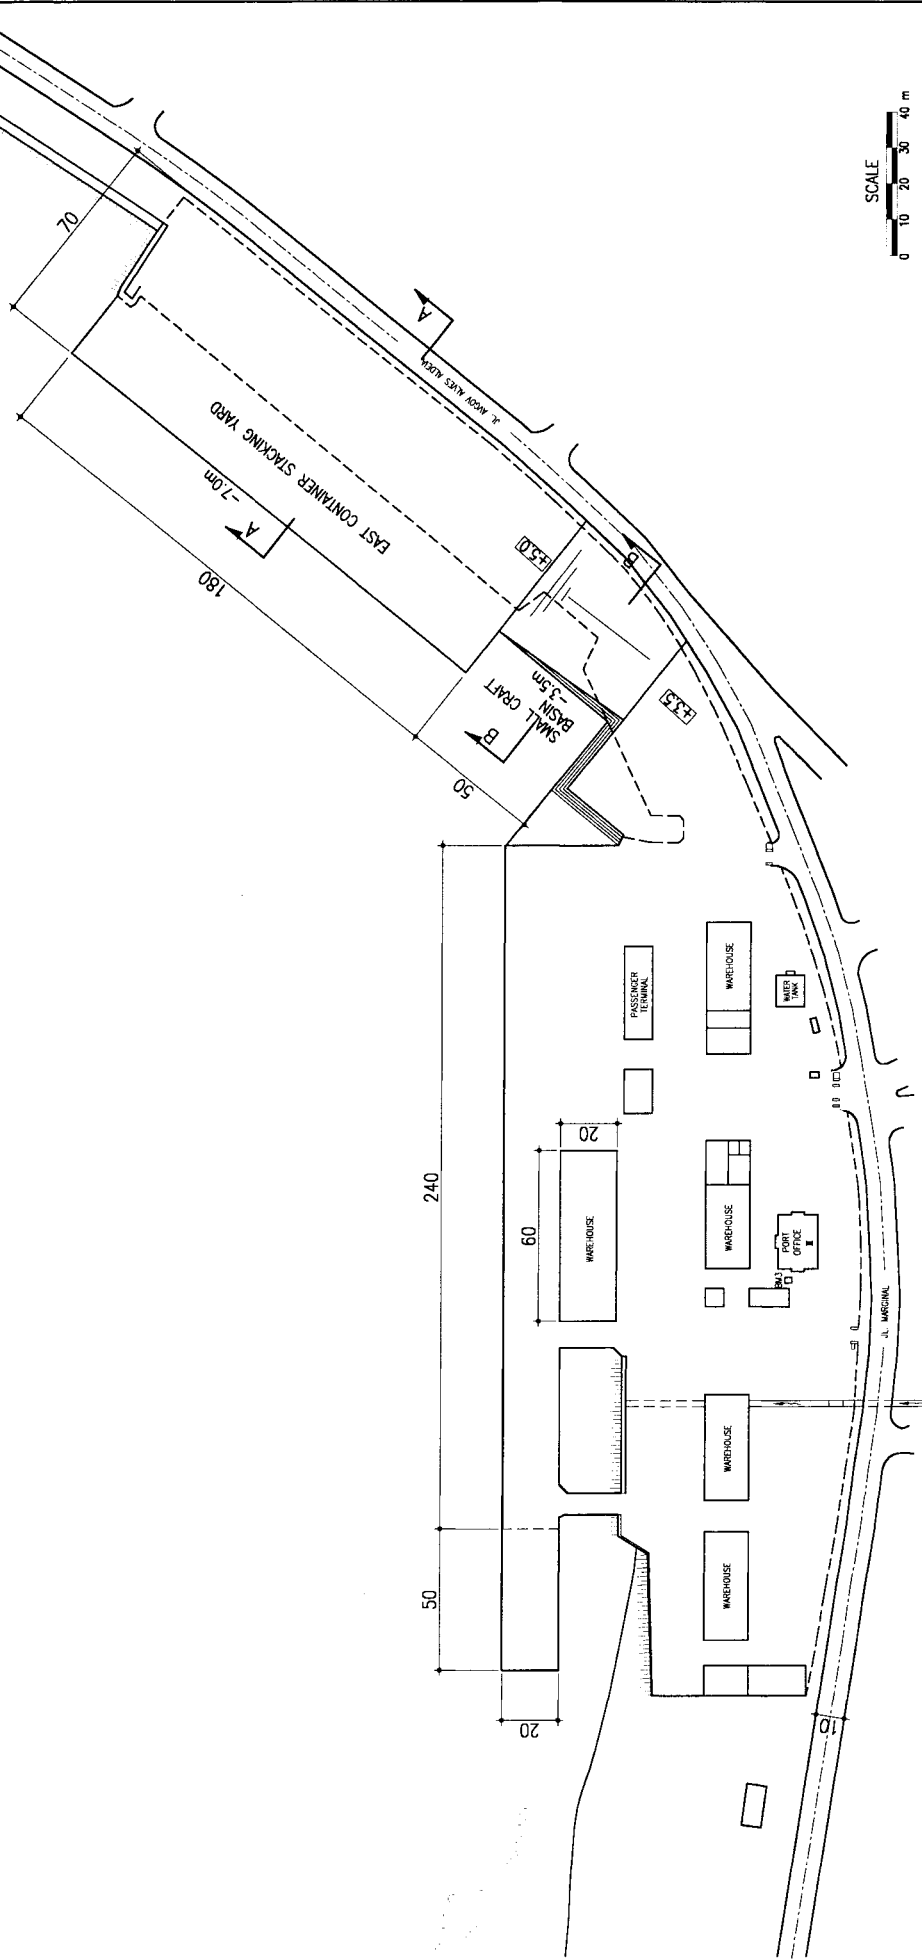 SCALE
0 10 20 30 40 m
70
A
JL. AVGOV ALVES ALDEIA
EAST CONTAINER STACKING YARD
-7.0m
A
180
+5.0
B
SMALL CRAFT
BASIN
-3.5m
B
+3.5
50
240
PASSENGER
TERMINAL
WAREHOUSE
WATER
TANK
20
60
WAREHOUSE
WAREHOUSE
PORT
OFFICE
BM3
JL. MARGINAL
WAREHOUSE
50
WAREHOUSE
20
10